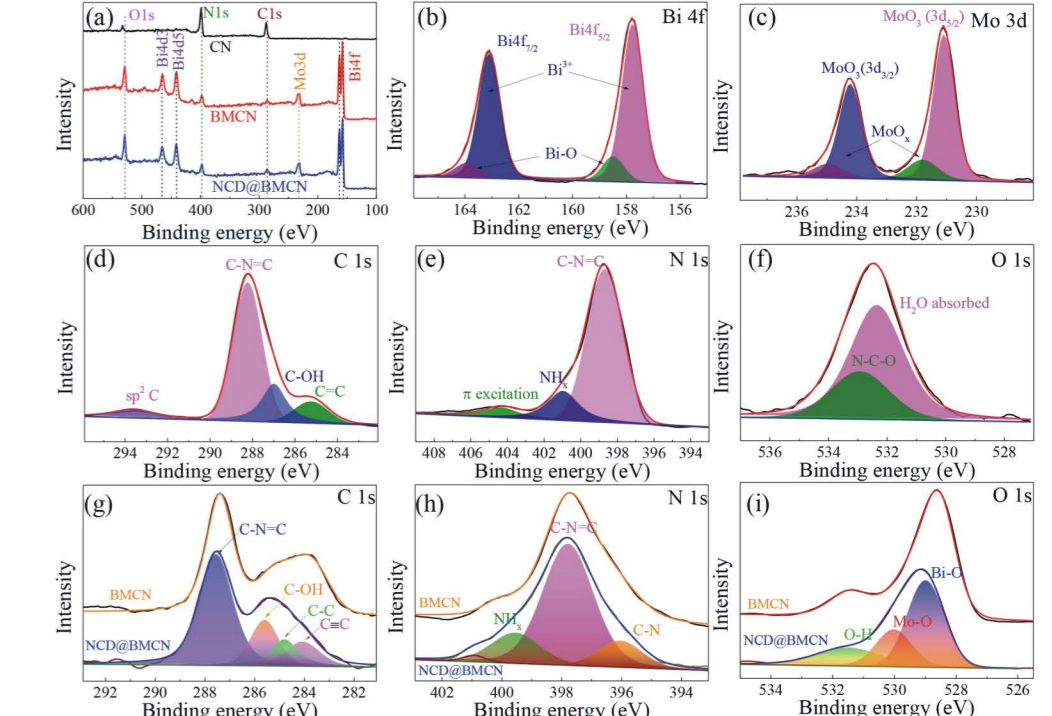 (a)
O1s
N1s
C1s
CN
Bi4d3
Bi4d5
Mo3d
Bi4f
BMCN
NCD@BMCN
Intensity
600 500 400 300 200 100
Binding energy (eV)
(b)
Bi 4f
Bi4f7/2
Bi4f5/2
Bi3+
Bi-O
Intensity
164 162 160 158 156
Binding energy (eV)
(c)
Mo 3d
MoO3 (3d5/2)
MoO3(3d3/2)
MoOx
Intensity
236 234 232 230
Binding energy (eV)
(d)
C 1s
C-N=C
C-OH
C=C
sp2 C
Intensity
294 292 290 288 286 284
Binding energy (eV)
(e)
N 1s
C-N=C
NHx
π excitation
Intensity
408 406 404 402 400 398 396 394
Binding energy (eV)
(f)
O 1s
H2O absorbed
N-C-O
Intensity
536 534 532 530 528
Binding energy (eV)
(g)
C 1s
C-N=C
BMCN
C-OH
C-C
C≡C
NCD@BMCN
Intensity
292 290 288 286 284 282
Binding energy (eV)
(h)
N 1s
C-N=C
BMCN
NHx
C-N
NCD@BMCN
Intensity
402 400 398 396 394
Binding energy (eV)
(i)
O 1s
BMCN
Bi-O
Mo-O
O-H
NCD@BMCN
Intensity
534 532 530 528 526
Binding energy (eV)